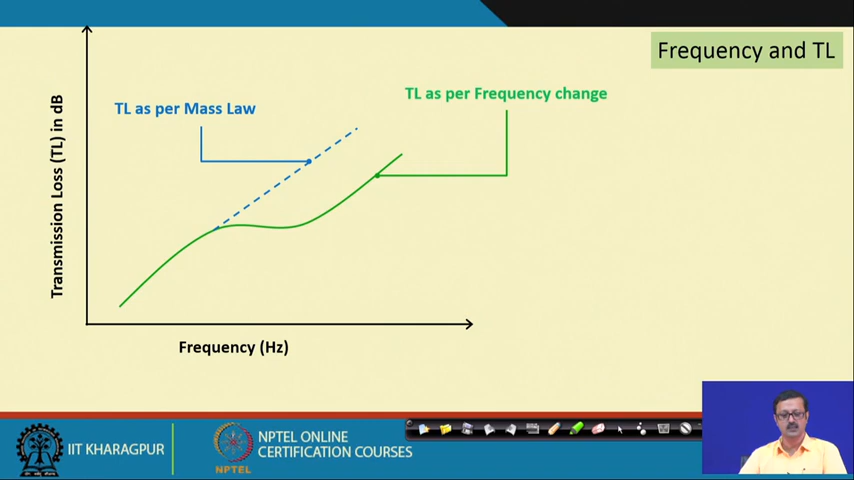 Frequency and TL
TL as per Frequency change
TL as per Mass Law
Transmission Loss (TL) in dB
Frequency (Hz)
IIT KHARAGPUR
NPTEL
NPTEL ONLINE
CERTIFICATION COURSES